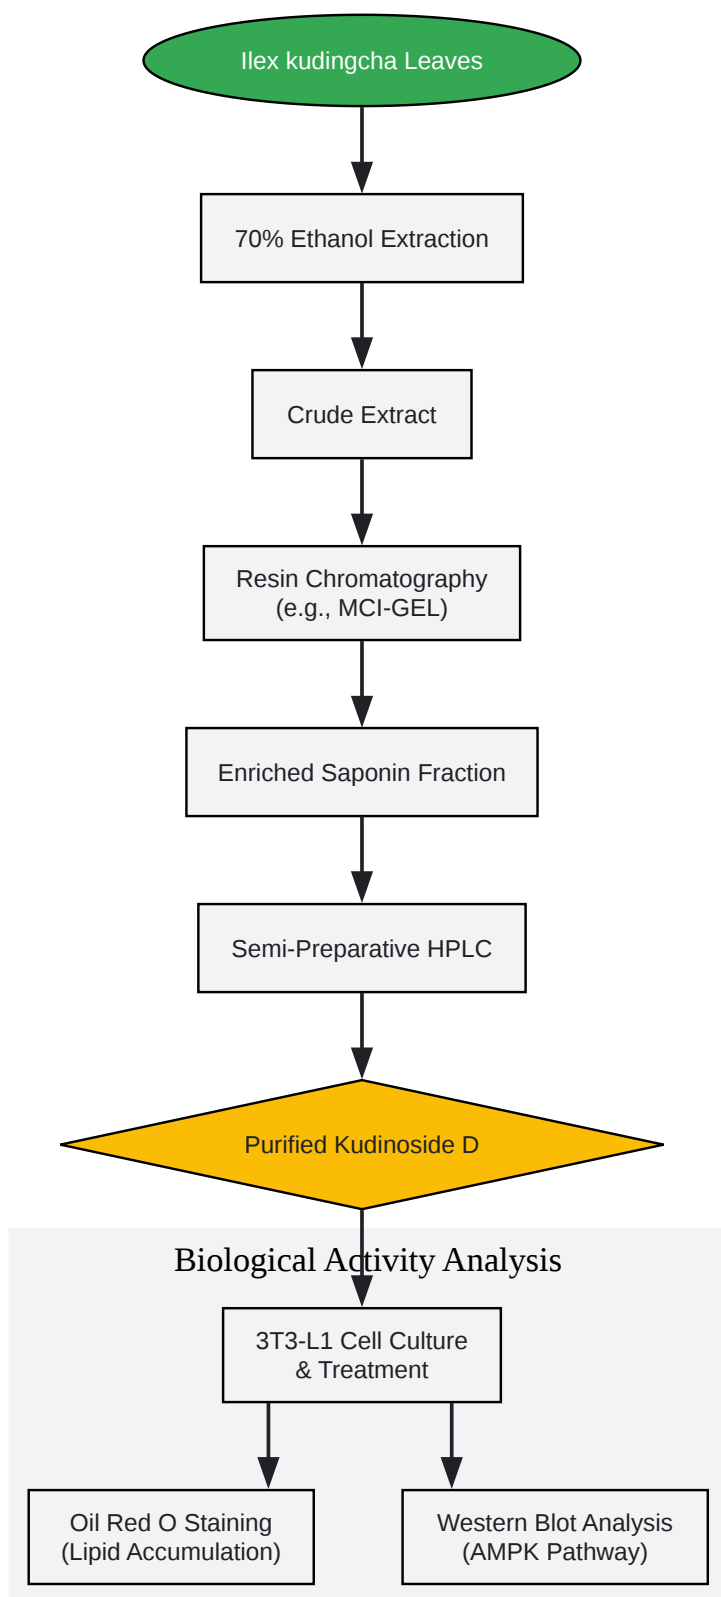 Ilex kudingcha Leaves
70% Ethanol Extraction
Crude Extract
Resin Chromatography
(e.g., MCI-GEL)
Enriched Saponin Fraction
Semi-Preparative HPLC
Purified Kudinoside D
Biological Activity Analysis
3T3-L1 Cell Culture
& Treatment
Oil Red O Staining
(Lipid Accumulation)
Western Blot Analysis
(AMPK Pathway)